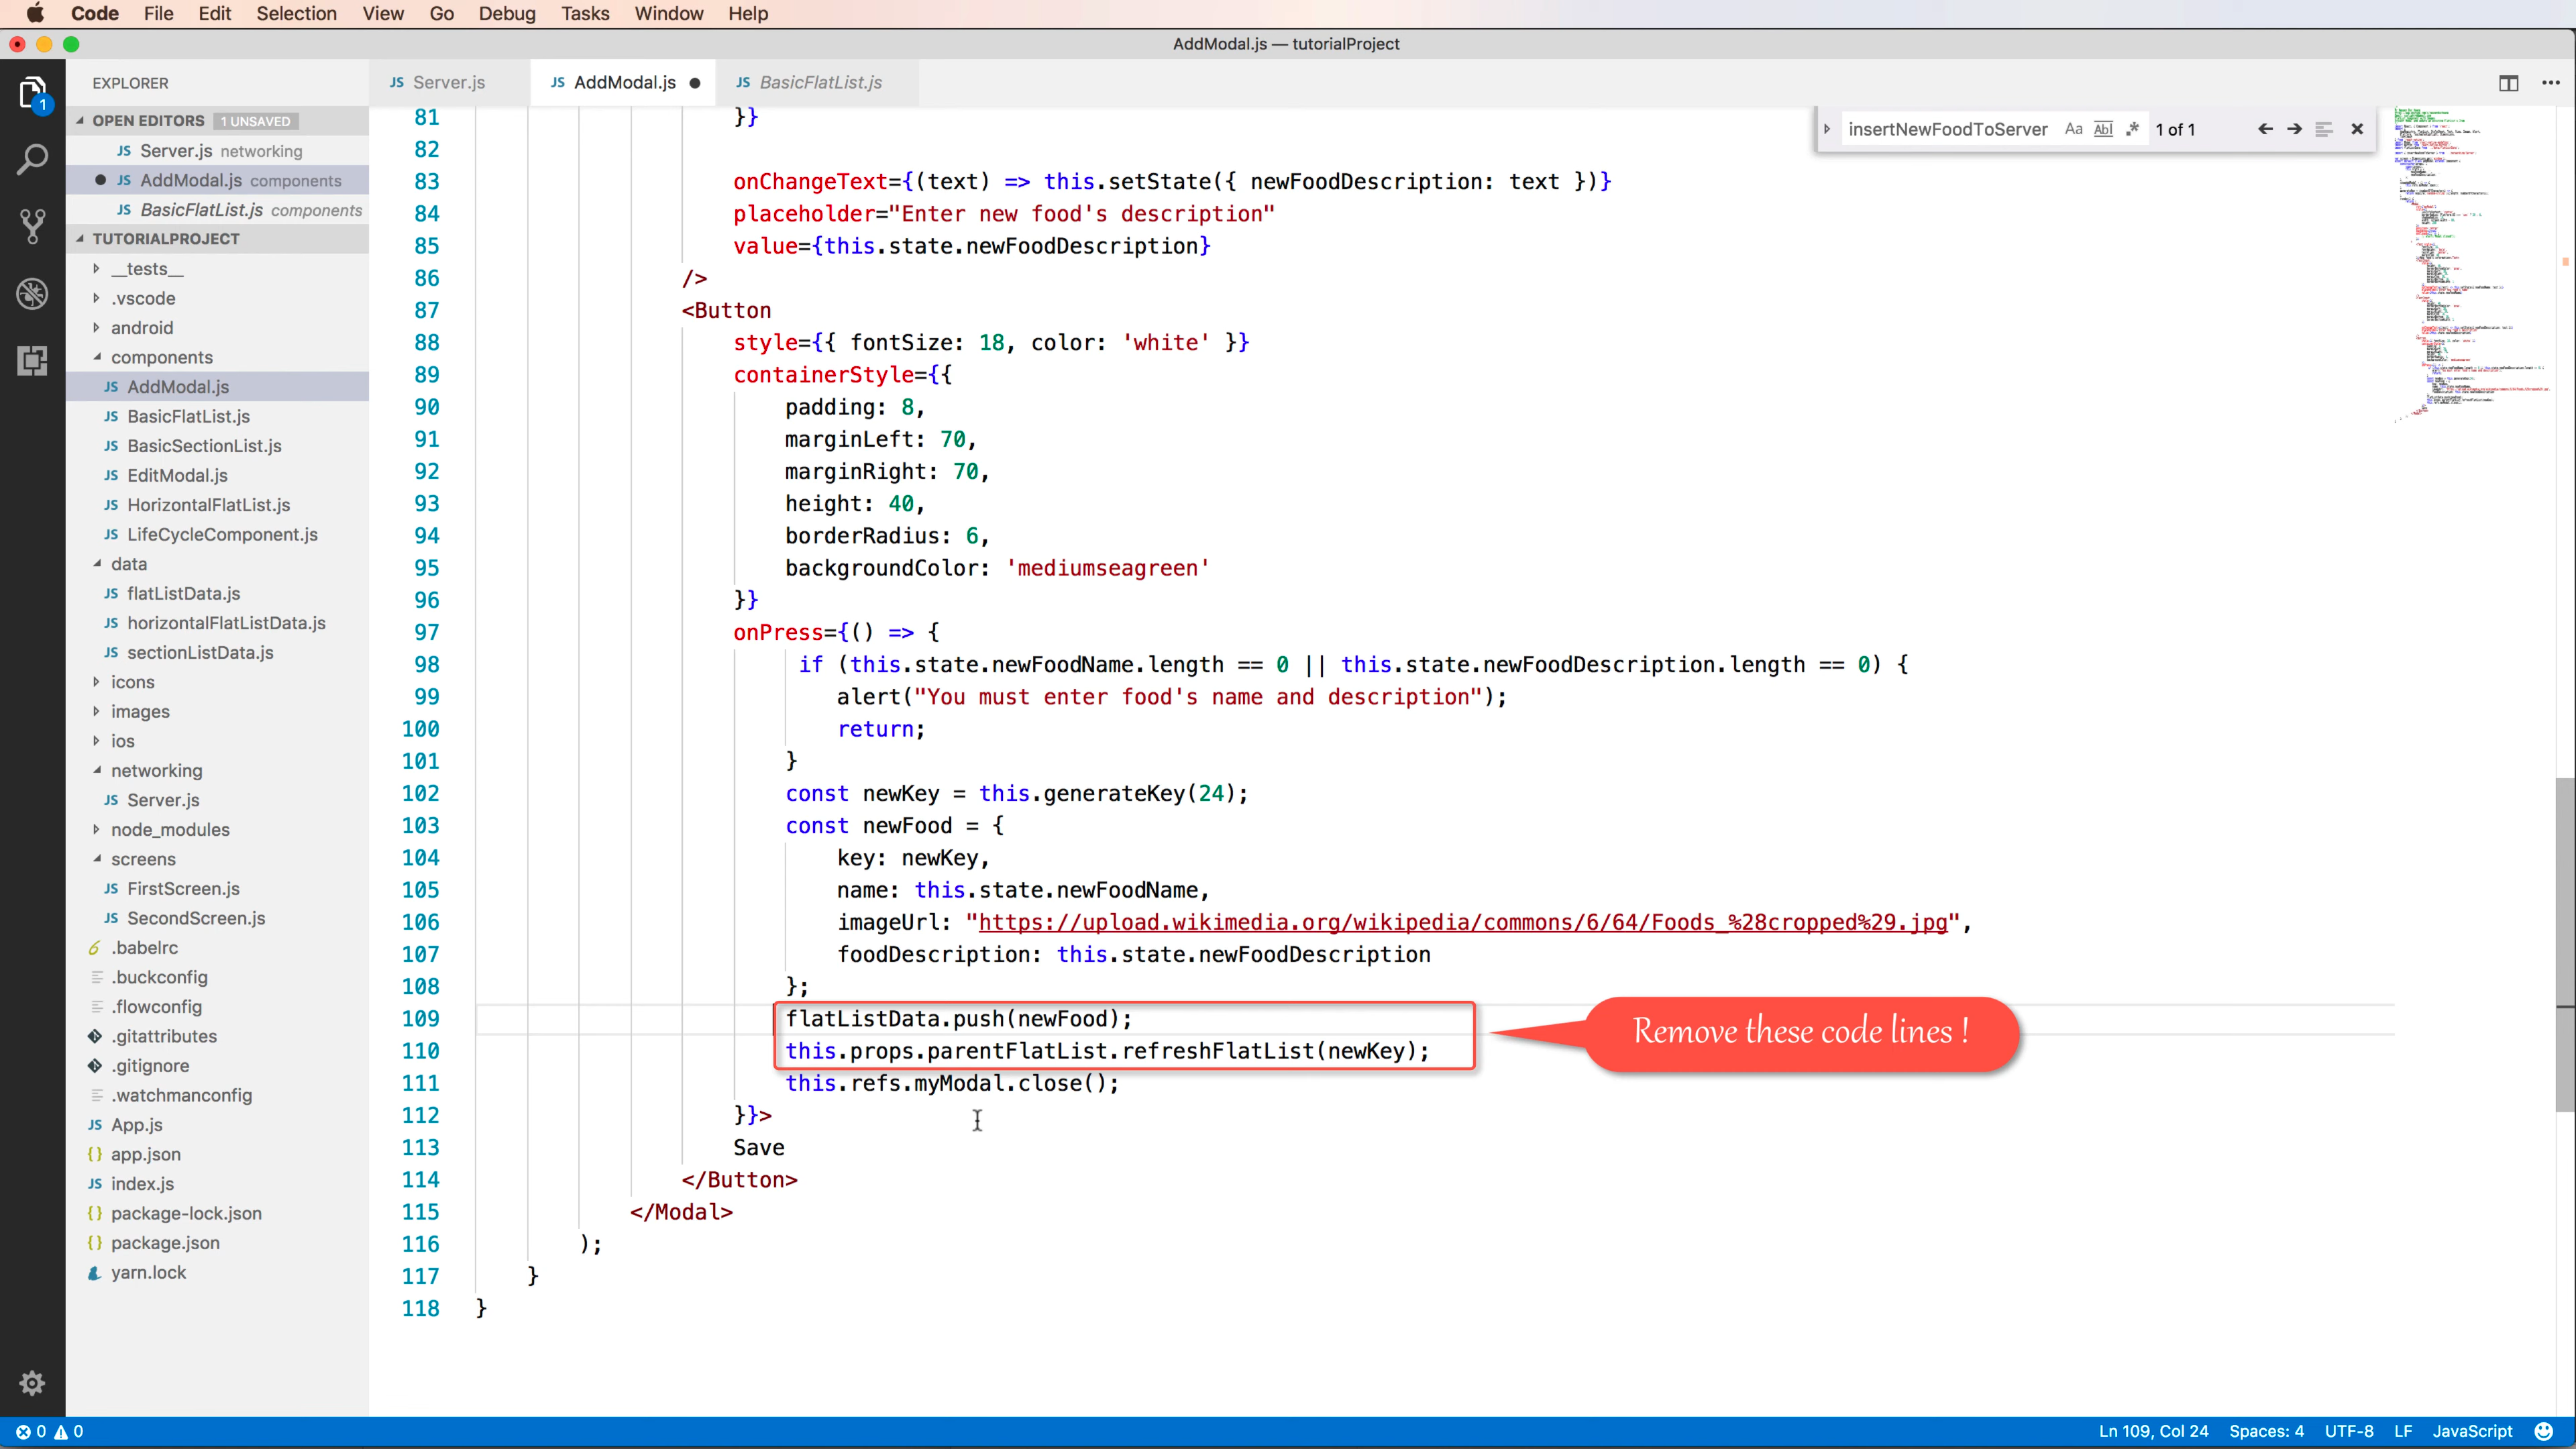 Code File Edit Selection View Go Debug Tasks Window Help
AddModal.js — tutorialProject
EXPLORER
1
OPEN EDITORS 1 UNSAVED
JS Server.js networking
JS AddModal.js components
JS BasicFlatList.js components
TUTORIALPROJECT
__tests__
.vscode
android
components
JS AddModal.js
JS BasicFlatList.js
JS BasicSectionList.js
JS EditModal.js
JS HorizontalFlatList.js
JS LifeCycleComponent.js
data
JS flatListData.js
JS horizontalFlatListData.js
JS sectionListData.js
icons
images
ios
networking
JS Server.js
node_modules
screens
JS FirstScreen.js
JS SecondScreen.js
.babelrc
.buckconfig
.flowconfig
.gitattributes
.gitignore
.watchmanconfig
JS App.js
{} app.json
JS index.js
{} package-lock.json
{} package.json
yarn.lock
JS Server.js JS AddModal.js JS BasicFlatList.js
insertNewFoodToServer Aa Abl .* 1 of 1
81 }}
82
83 onChangeText={(text) => this.setState({ newFoodDescription: text })}
84 placeholder="Enter new food's description"
85 value={this.state.newFoodDescription}
86 />
87 <Button
88 style={{ fontSize: 18, color: 'white' }}
89 containerStyle={{
90 padding: 8,
91 marginLeft: 70,
92 marginRight: 70,
93 height: 40,
94 borderRadius: 6,
95 backgroundColor: 'mediumseagreen'
96 }}
97 onPress={() => {
98 if (this.state.newFoodName.length == 0 || this.state.newFoodDescription.length == 0) {
99 alert("You must enter food's name and description");
100 return;
101 }
102 const newKey = this.generateKey(24);
103 const newFood = {
104 key: newKey,
105 name: this.state.newFoodName,
106 imageUrl: "https://upload.wikimedia.org/wikipedia/commons/6/64/Foods_%28cropped%29.jpg",
107 foodDescription: this.state.newFoodDescription
108 };
109 flatListData.push(newFood);
110 this.props.parentFlatList.refreshFlatList(newKey);
111 this.refs.myModal.close();
112 }}>
113 Save
114 </Button>
115 </Modal>
116 );
117 }
118 }
Remove these code lines !
0 0 Ln 109, Col 24 Spaces: 4 UTF-8 LF JavaScript